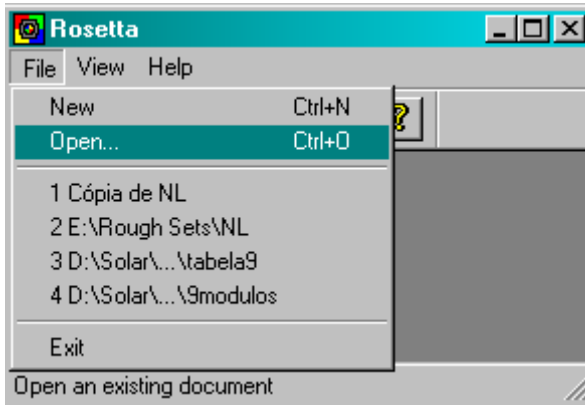 Rosetta
File View Help
New Ctrl+N
Open... Ctrl+O
1 Cópia de NL
2 E:\Rough Sets\NL
3 D:\Solar\...\tabela9
4 D:\Solar\...\9modulos
Exit
Open an existing document